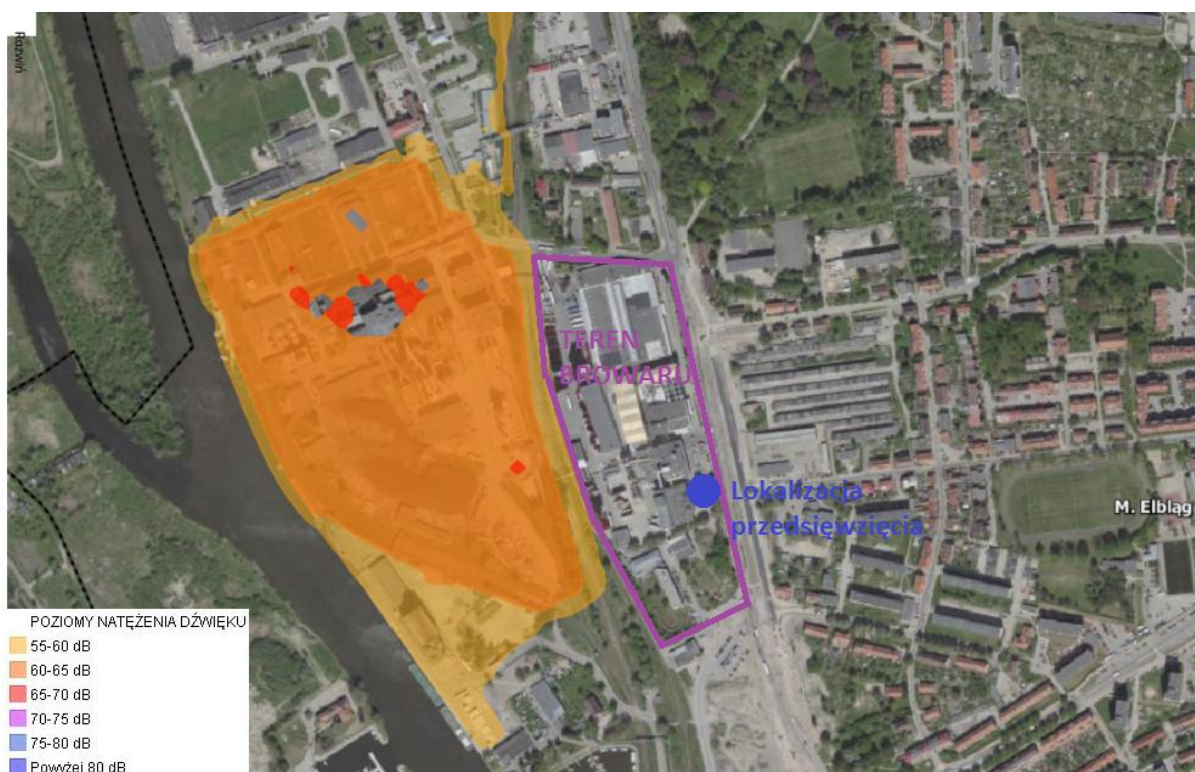 Rozwiń
TEREN
BROWARU
Lokalizacja
przedsięwzięcia
M. Elbląg
POZIOMY NATĘŻENIA DŹWIĘKU
55-60 dB
60-65 dB
65-70 dB
70-75 dB
75-80 dB
Powyżej 80 dB